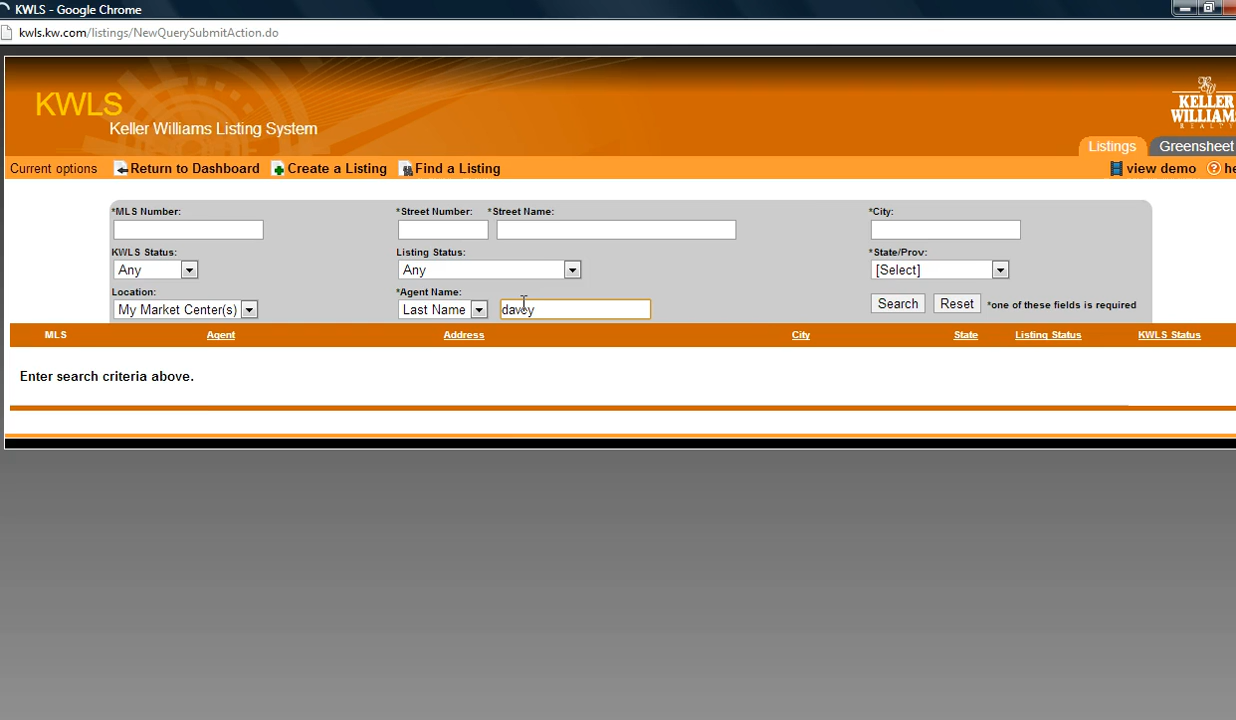 KWLS - Google Chrome
kwls.kw.com/listings/NewQuerySubmitAction.do
KWLS
Keller Williams Listing System
KELLER
WILLIAMS
REALTY
Listings Greensheet
Current options Return to Dashboard Create a Listing Find a Listing view demo ? he
*MLS Number: *Street Number: *Street Name: *City:
KWLS Status: Listing Status: *State/Prov:
Any Any [Select]
Location: *Agent Name:
My Market Center(s) Last Name davey Search Reset *one of these fields is required
MLS Agent Address City State Listing Status KWLS Status
Enter search criteria above.